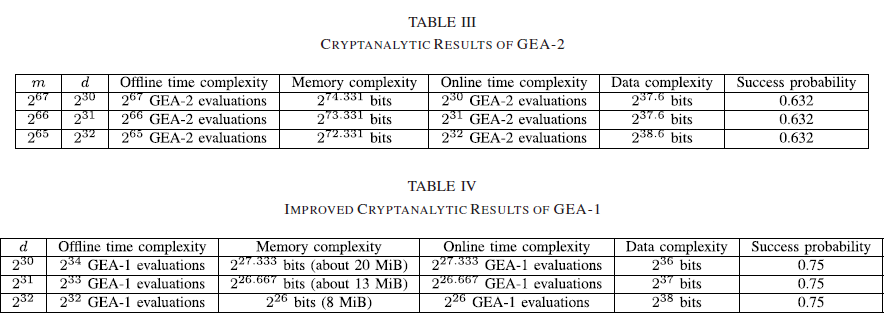 TABLE III
CRYPTANALYTIC RESULTS OF GEA-2
m d Offline time complexity Memory complexity Online time complexity Data complexity Success probability
2^67 2^30 2^67 GEA-2 evaluations 2^74.331 bits 2^30 GEA-2 evaluations 2^37.6 bits 0.632
2^66 2^31 2^66 GEA-2 evaluations 2^73.331 bits 2^31 GEA-2 evaluations 2^37.6 bits 0.632
2^65 2^32 2^65 GEA-2 evaluations 2^72.331 bits 2^32 GEA-2 evaluations 2^38.6 bits 0.632
TABLE IV
IMPROVED CRYPTANALYTIC RESULTS OF GEA-1
d Offline time complexity Memory complexity Online time complexity Data complexity Success probability
2^30 2^34 GEA-1 evaluations 2^27.333 bits (about 20 MiB) 2^27.333 GEA-1 evaluations 2^36 bits 0.75
2^31 2^33 GEA-1 evaluations 2^26.667 bits (about 13 MiB) 2^26.667 GEA-1 evaluations 2^37 bits 0.75
2^32 2^32 GEA-1 evaluations 2^26 bits (8 MiB) 2^26 GEA-1 evaluations 2^38 bits 0.75